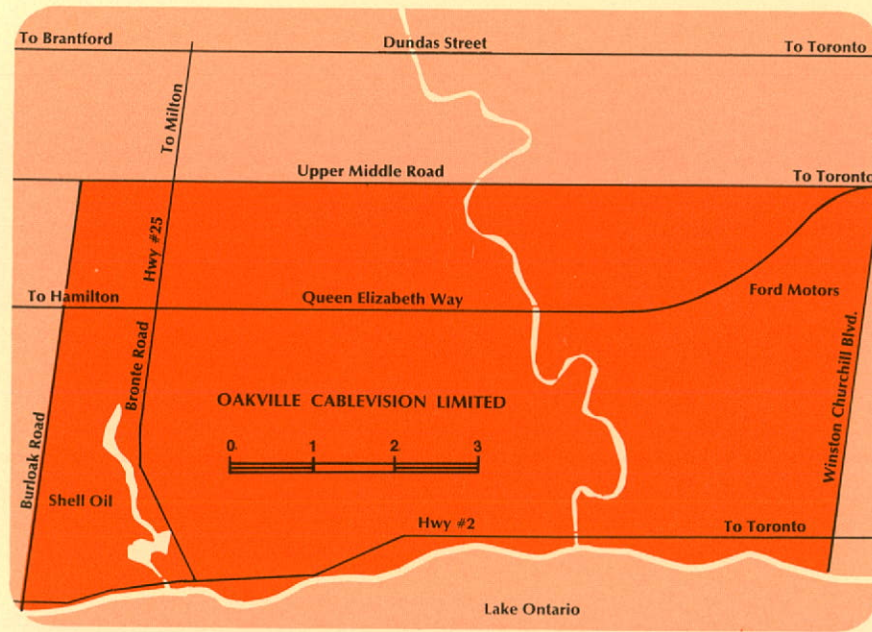 To Brantford
Dundas Street
To Toronto
To Milton
Upper Middle Road
To Toronto
Hwy #25
To Hamilton
Queen Elizabeth Way
Ford Motors
Bronte Road
Winston Churchill Blvd.
OAKVILLE CABLEVISION LIMITED
0 1 2 3
Burloak Road
Shell Oil
Hwy #2
To Toronto
Lake Ontario